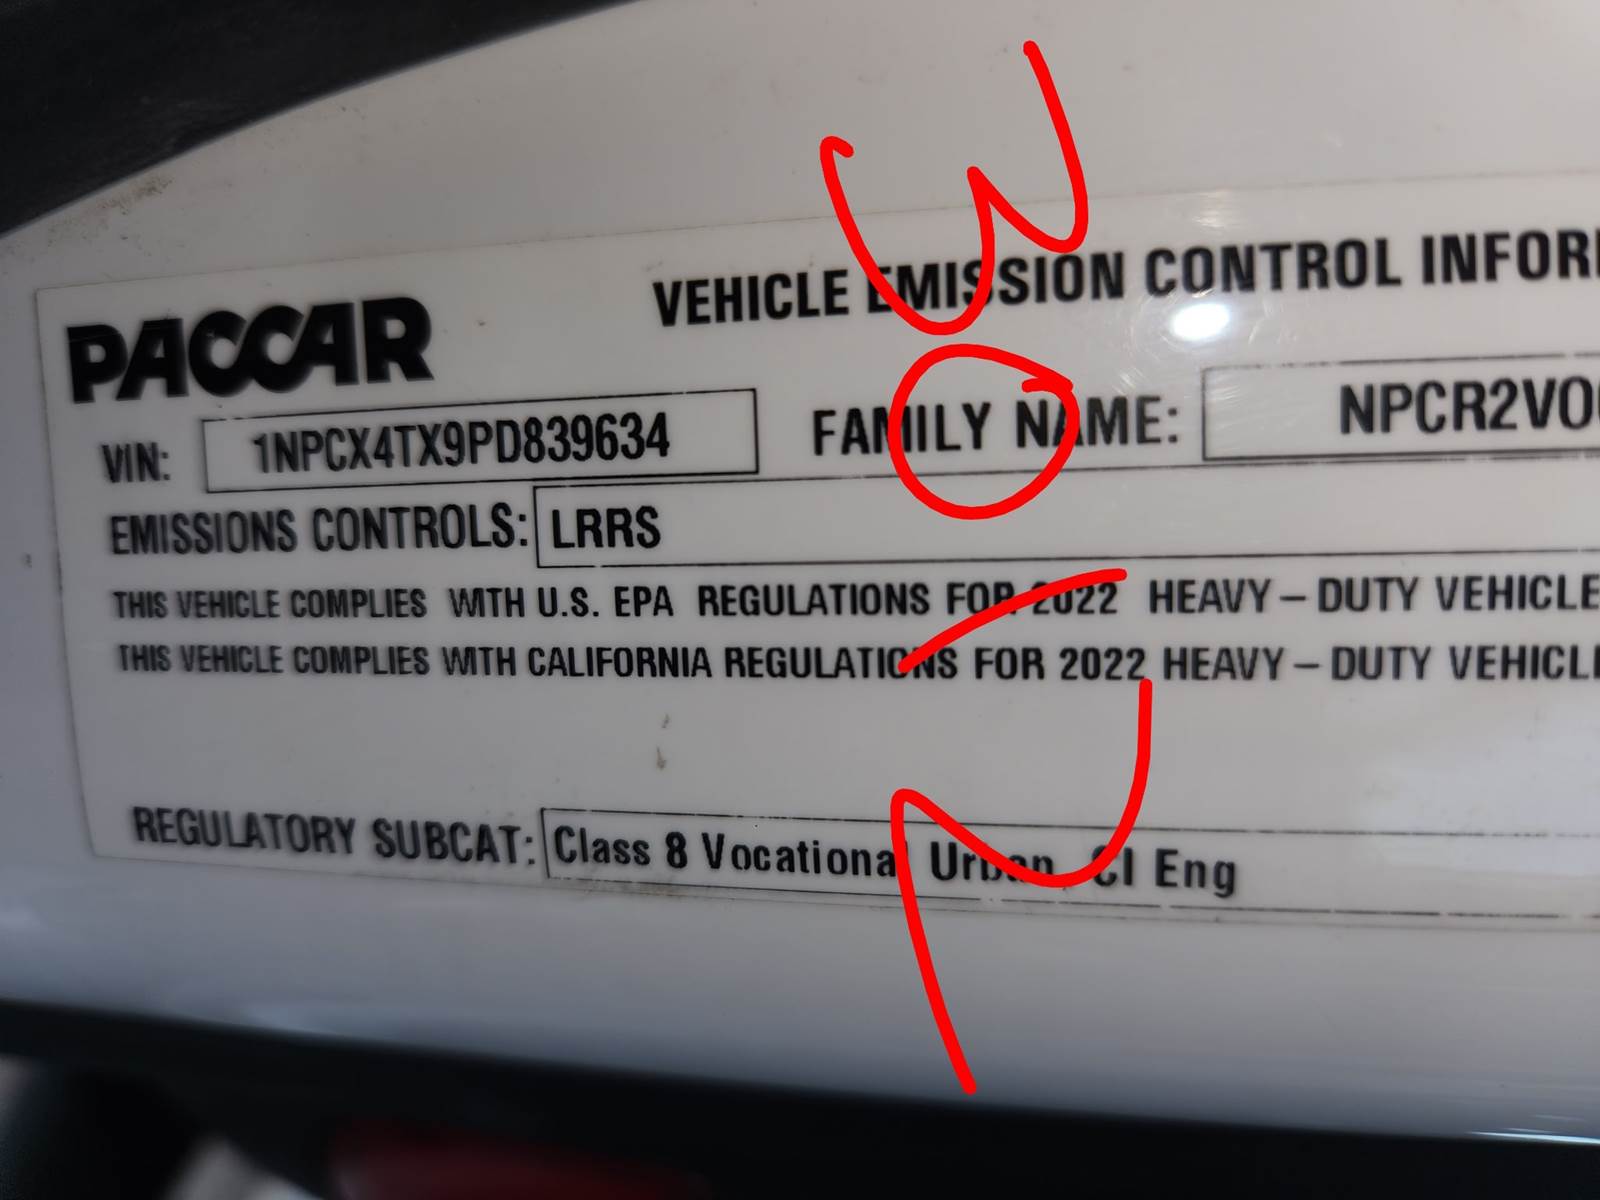 PACCAR
VEHICLE EMISSION CONTROL INFOR
VIN: 1NPCX4TX9PD839634 FAMILY NAME: NPCR2VO
EMISSIONS CONTROLS: LRRS
THIS VEHICLE COMPLIES WITH U.S. EPA REGULATIONS FOR 2022 HEAVY-DUTY VEHICLE
THIS VEHICLE COMPLIES WITH CALIFORNIA REGULATIONS FOR 2022 HEAVY-DUTY VEHICL
REGULATORY SUBCAT: Class 8 Vocational Urban, CI Eng
3012